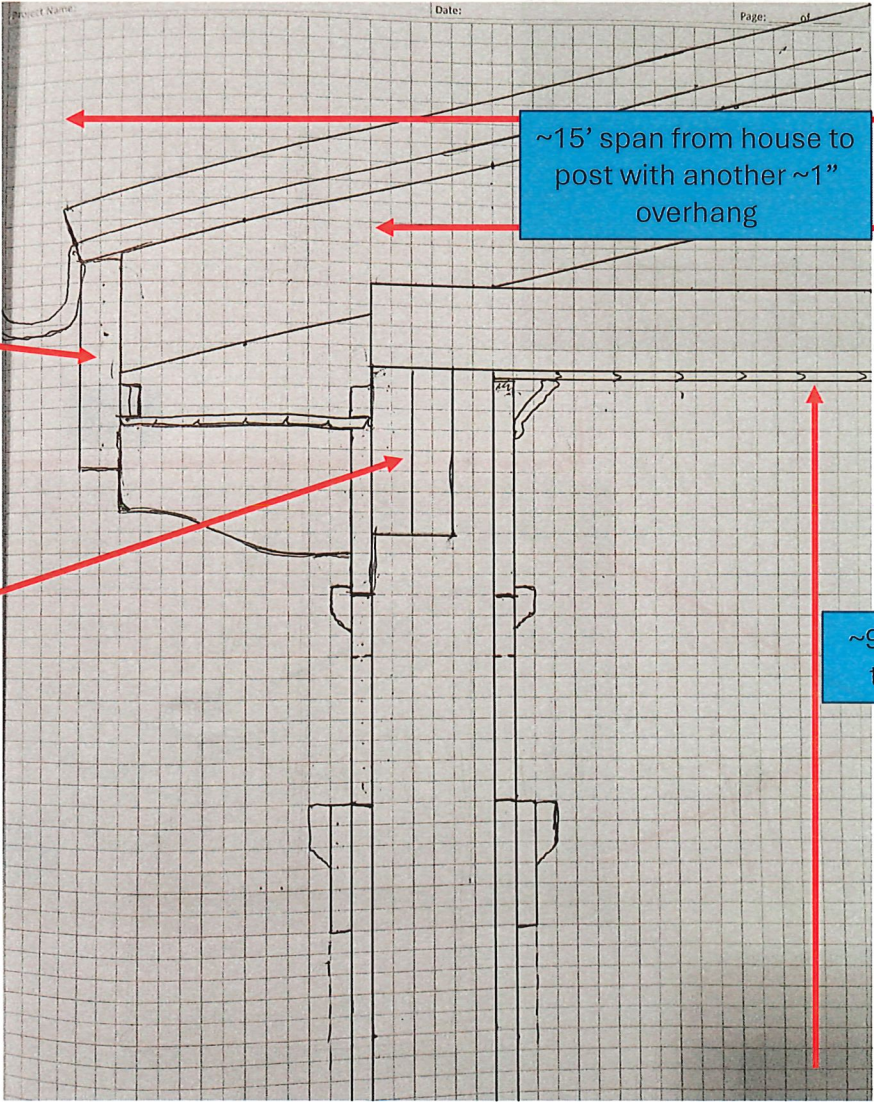 Project Name:
Date:
Page: of
~15’ span from house to
post with another ~1”
overhang